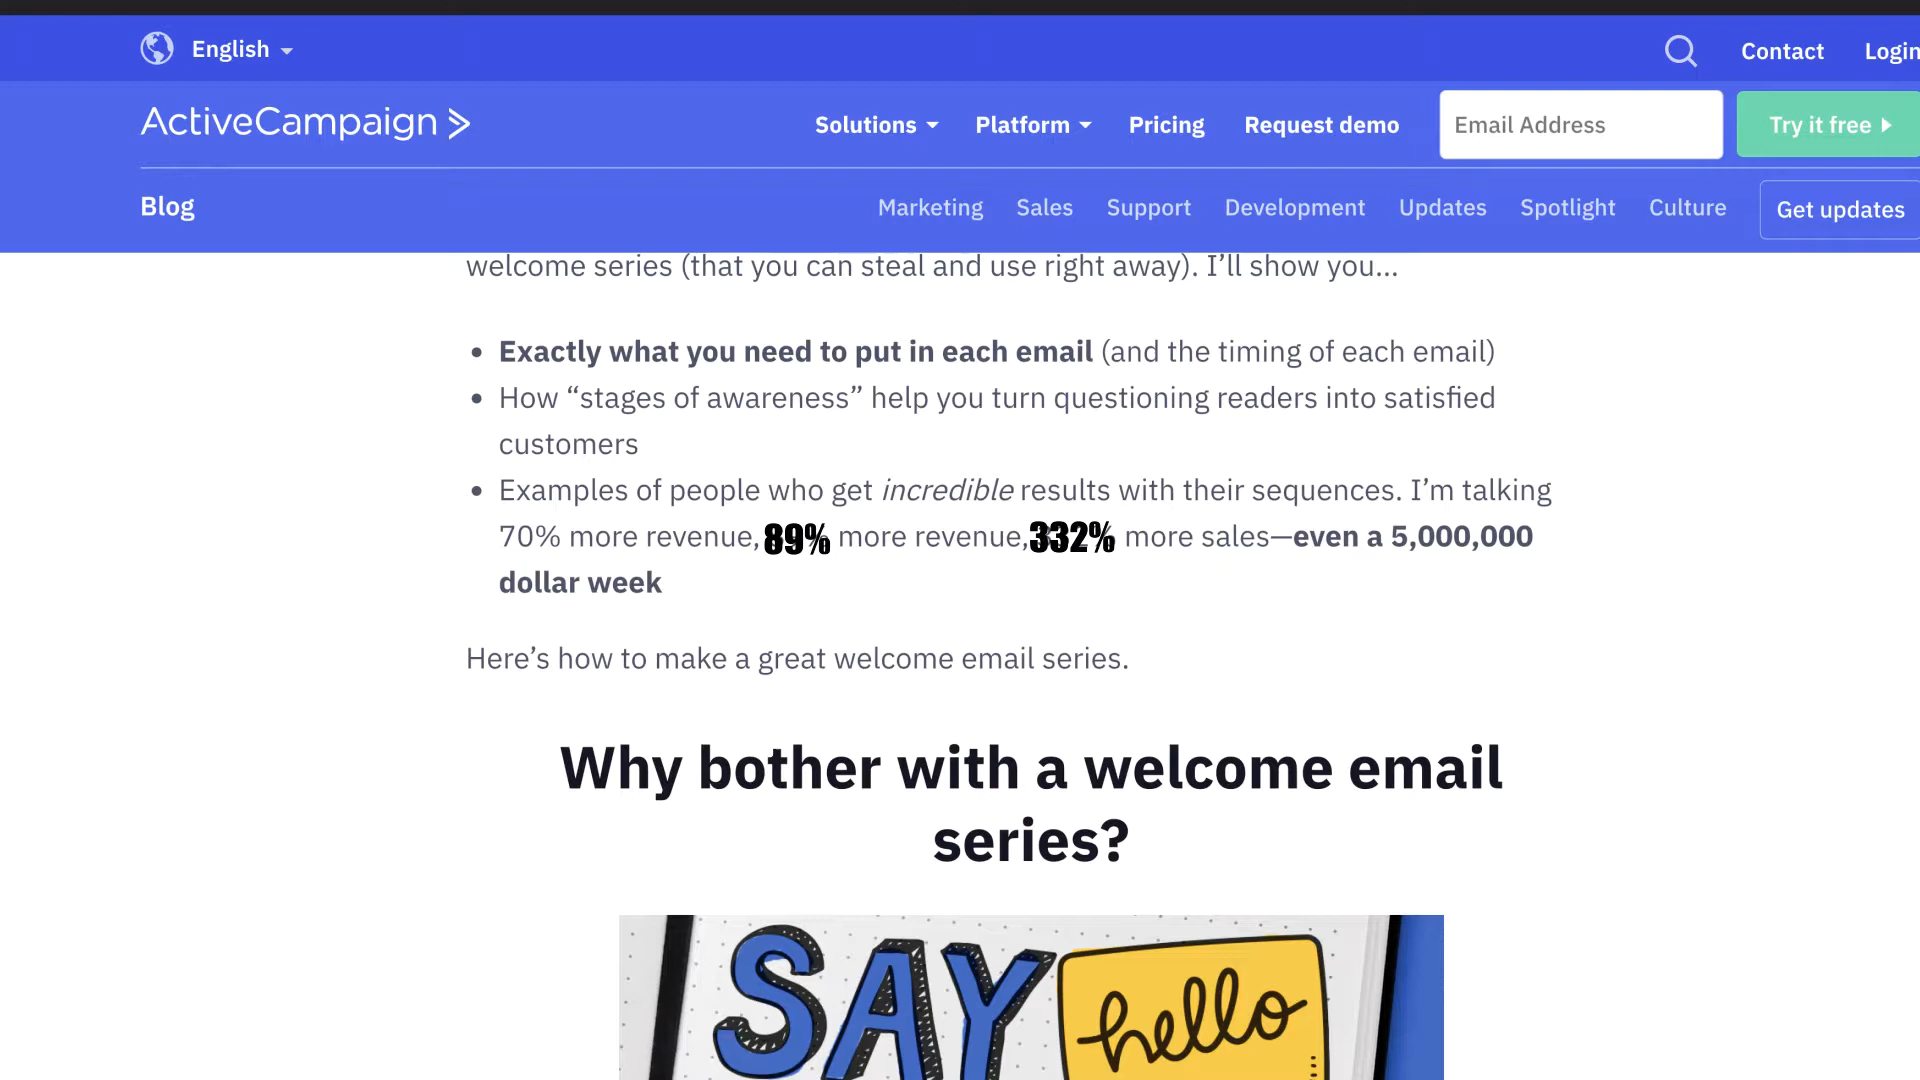 English
Contact
Login
ActiveCampaign
Solutions
Platform
Pricing
Request demo
Email Address
Try it free
Blog
Marketing
Sales
Support
Development
Updates
Spotlight
Culture
Get updates
welcome series (that you can steal and use right away). I’ll show you...
Exactly what you need to put in each email (and the timing of each email)
How “stages of awareness” help you turn questioning readers into satisfied
customers
Examples of people who get incredible results with their sequences. I’m talking
70% more revenue, 89% more revenue, 332% more sales—even a 5,000,000
dollar week
Here’s how to make a great welcome email series.
Why bother with a welcome email
series?
SAY hello